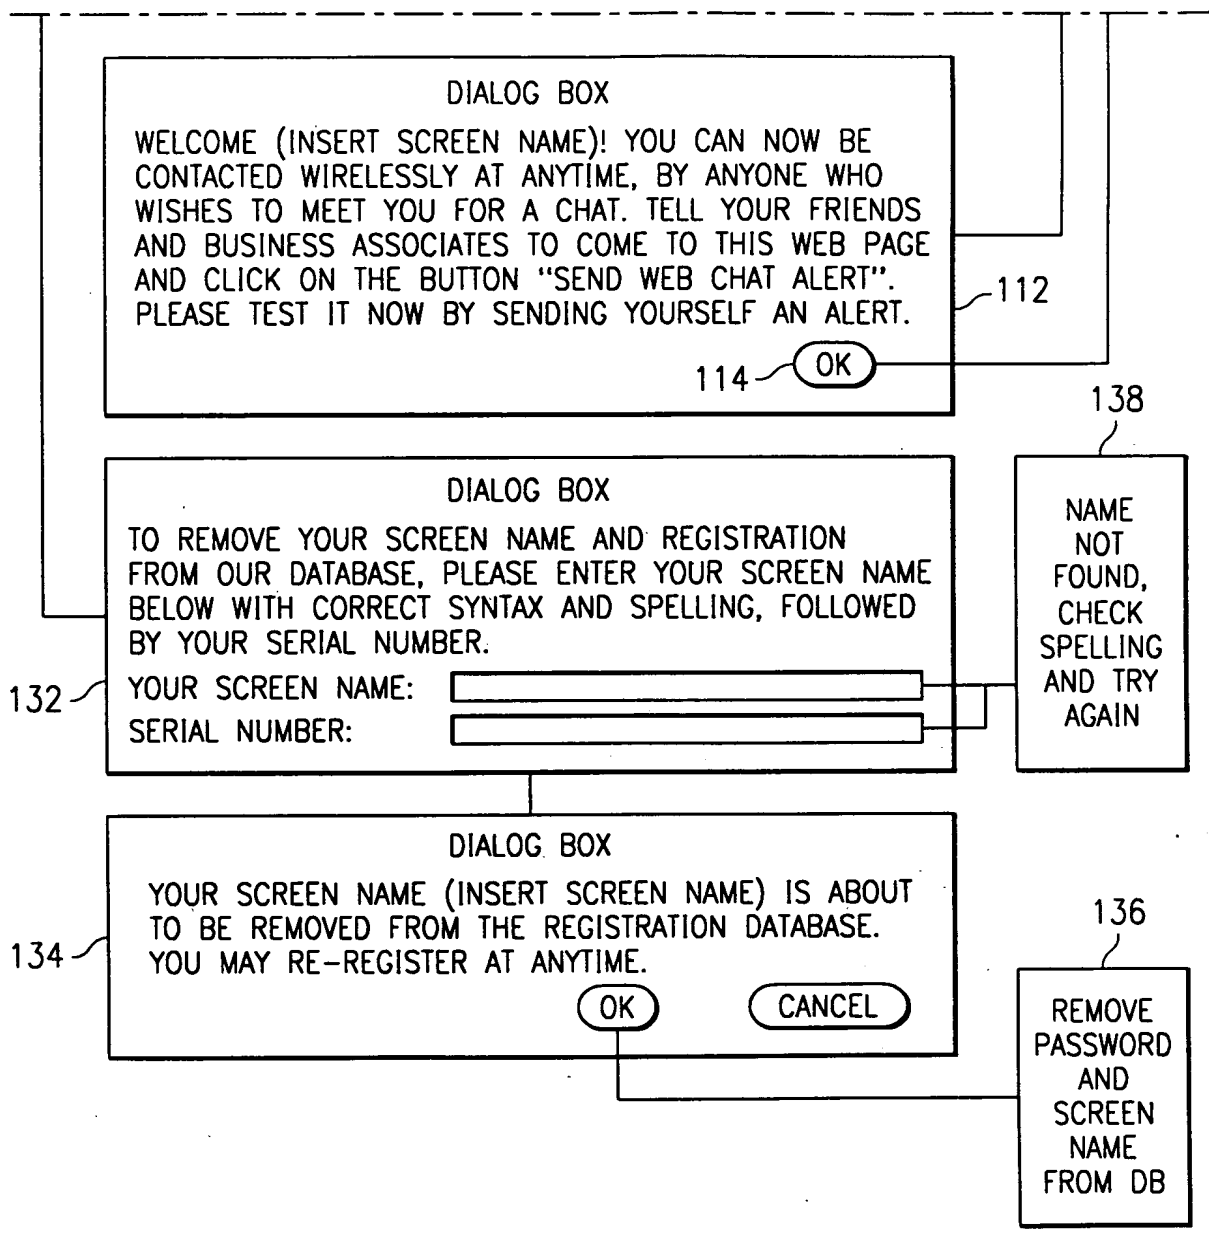 DIALOG BOX
WELCOME (INSERT SCREEN NAME)! YOU CAN NOW BE
CONTACTED WIRELESSLY AT ANYTIME, BY ANYONE WHO
WISHES TO MEET YOU FOR A CHAT. TELL YOUR FRIENDS
AND BUSINESS ASSOCIATES TO COME TO THIS WEB PAGE
AND CLICK ON THE BUTTON "SEND WEB CHAT ALERT".
PLEASE TEST IT NOW BY SENDING YOURSELF AN ALERT.
112
114
OK
DIALOG BOX
TO REMOVE YOUR SCREEN NAME AND REGISTRATION
FROM OUR DATABASE, PLEASE ENTER YOUR SCREEN NAME
BELOW WITH CORRECT SYNTAX AND SPELLING, FOLLOWED
BY YOUR SERIAL NUMBER.
YOUR SCREEN NAME:
SERIAL NUMBER:
132
138
NAME
NOT
FOUND,
CHECK
SPELLING
AND TRY
AGAIN
DIALOG BOX
YOUR SCREEN NAME (INSERT SCREEN NAME) IS ABOUT
TO BE REMOVED FROM THE REGISTRATION DATABASE.
YOU MAY RE-REGISTER AT ANYTIME.
134
OK
CANCEL
136
REMOVE
PASSWORD
AND
SCREEN
NAME
FROM DB